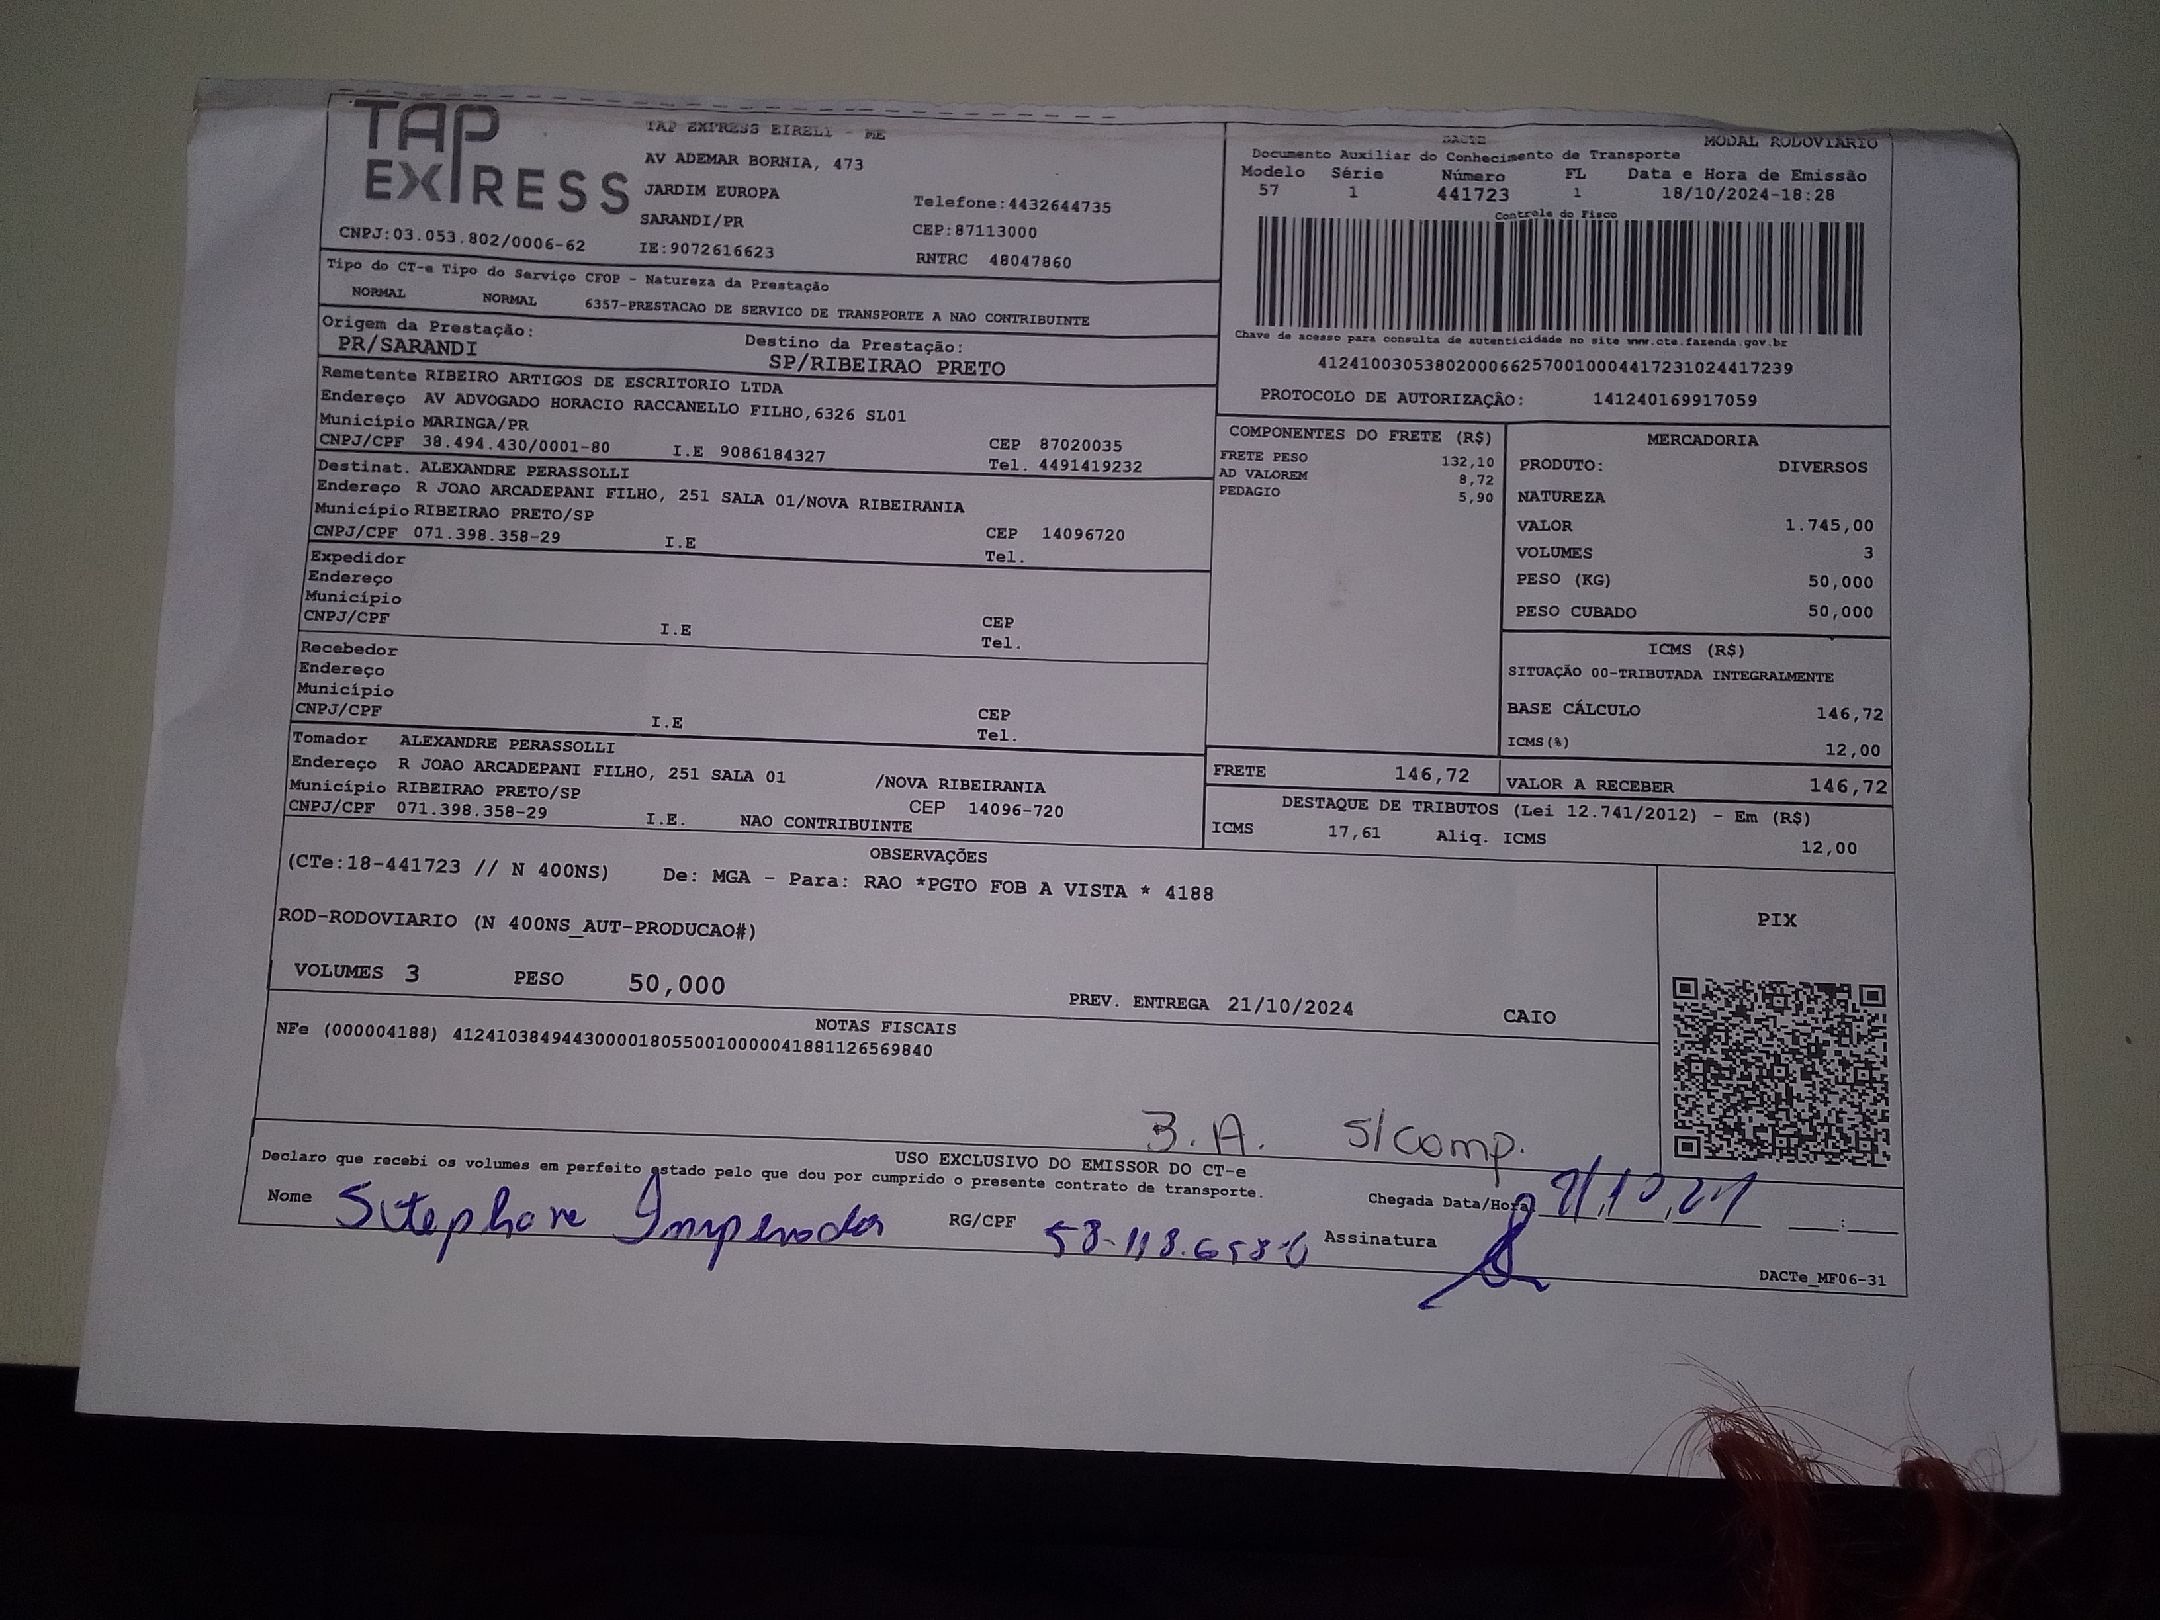 TAP
EXPRESS
TAP EXPRESS EIRELI - ME
AV ADEMAR BORNIA, 473
JARDIM EUROPA
Telefone:4432644735
SARANDI/PR
CEP:87113000
CNPJ:03.053.802/0006-62
IE:9072616623
RNTRC 48047860
Tipo do CT-e Tipo do Serviço CFOP - Natureza da Prestação
NORMAL NORMAL 6357-PRESTACAO DE SERVICO DE TRANSPORTE A NAO CONTRIBUINTE
Origem da Prestação: Destino da Prestação:
PR/SARANDI SP/RIBEIRAO PRETO
Remetente RIBEIRO ARTIGOS DE ESCRITORIO LTDA
Endereço AV ADVOGADO HORACIO RACCANELLO FILHO,6326 SL01
Município MARINGA/PR CEP 87020035
CNPJ/CPF 38.494.430/0001-80 I.E 9086184327 Tel. 4491419232
Destinat. ALEXANDRE PERASSOLLI
Endereço R JOAO ARCADEPANI FILHO, 251 SALA 01/NOVA RIBEIRANIA
Município RIBEIRAO PRETO/SP CEP 14096720
CNPJ/CPF 071.398.358-29 I.E Tel.
Expedidor
Endereço
Município CEP
CNPJ/CPF I.E Tel.
Recebedor
Endereço
Município CEP
CNPJ/CPF I.E Tel.
Tomador ALEXANDRE PERASSOLLI
Endereço R JOAO ARCADEPANI FILHO, 251 SALA 01 /NOVA RIBEIRANIA
Município RIBEIRAO PRETO/SP CEP 14096-720
CNPJ/CPF 071.398.358-29 I.E. NAO CONTRIBUINTE
DACTE MODAL RODOVIARIO
Documento Auxiliar do Conhecimento de Transporte
Modelo Série Número FL Data e Hora de Emissão
57 1 441723 1 18/10/2024-18:28
Controle do Fisco
Chave de acesso para consulta de autenticidade no site www.cte.fazenda.gov.br
41241003053802000662570010004417231024417239
PROTOCOLO DE AUTORIZAÇÃO: 141240169917059
COMPONENTES DO FRETE (R$)
FRETE PESO 132,10
AD VALOREM 8,72
PEDAGIO 5,90
MERCADORIA
PRODUTO: DIVERSOS
NATUREZA
VALOR 1.745,00
VOLUMES 3
PESO (KG) 50,000
PESO CUBADO 50,000
ICMS (R$)
SITUAÇÃO 00-TRIBUTADA INTEGRALMENTE
BASE CÁLCULO 146,72
ICMS(%) 12,00
FRETE 146,72 VALOR A RECEBER 146,72
DESTAQUE DE TRIBUTOS (Lei 12.741/2012) - Em (R$)
ICMS 17,61 Aliq. ICMS 12,00
OBSERVAÇÕES
(CTe:18-441723 // N 400NS) De: MGA - Para: RAO *PGTO FOB A VISTA * 4188
ROD-RODOVIARIO (N 400NS_AUT-PRODUCAO#)
VOLUMES 3 PESO 50,000 PREV. ENTREGA 21/10/2024 CAIO
PIX
NOTAS FISCAIS
NFe (000004188) 41241038494430000180550010000041881126569840
3.A. s/comp.
USO EXCLUSIVO DO EMISSOR DO CT-e
Declaro que recebi os volumes em perfeito estado pelo que dou por cumprido o presente contrato de transporte.
Chegada Data/Hora
Nome RG/CPF Assinatura
DACTe_MF06-31